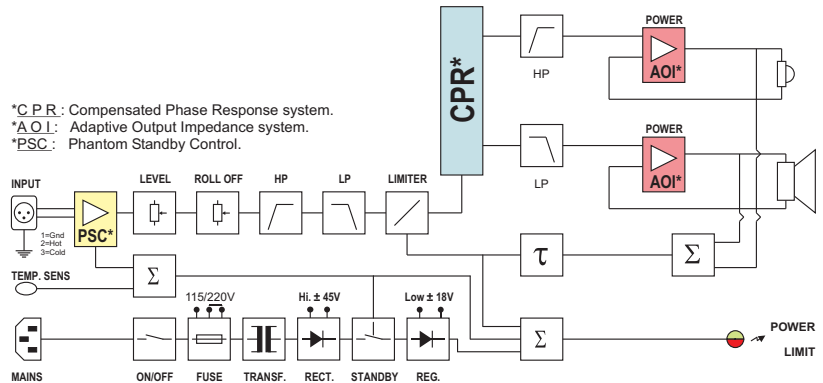 POWER
CPR*
HP
AOI*
*C P R : Compensated Phase Response system.
*A O I : Adaptive Output Impedance system.
*PSC : Phantom Standby Control.
POWER
LP
AOI*
INPUT
LEVEL
ROLL OFF
HP
LP
LIMITER
PSC*
1=Gnd
2=Hot
3=Cold
τ
Σ
TEMP. SENS
Σ
115/220V
Hi. ± 45V
Low ± 18V
Σ
POWER
LIMIT
MAINS
ON/OFF
FUSE
TRANSF.
RECT.
STANDBY
REG.